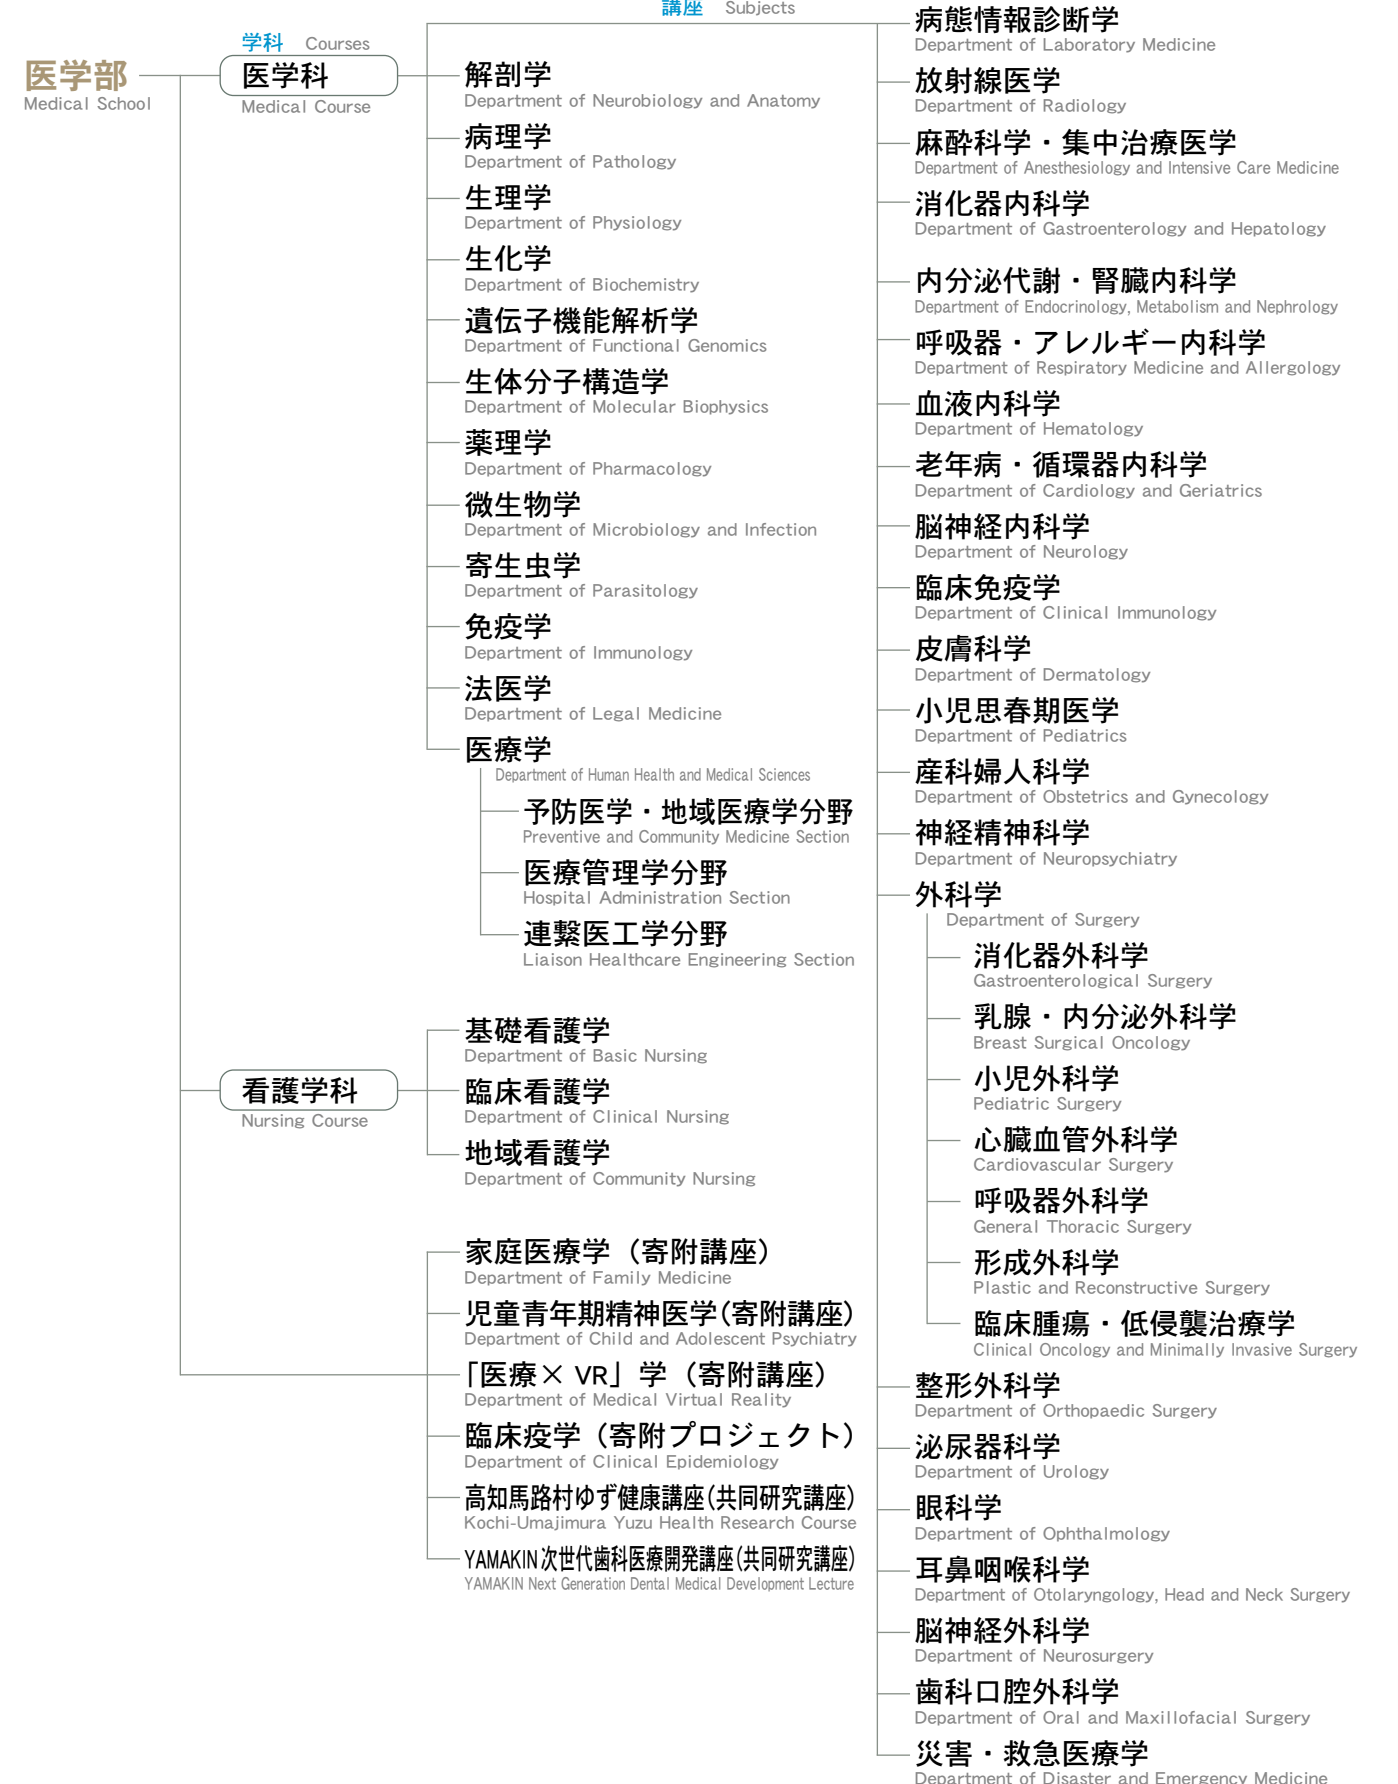 講座 Subjects
学科 Courses
医学部
Medical School
医学科
Medical Course
解剖学
Department of Neurobiology and Anatomy
病理学
Department of Pathology
生理学
Department of Physiology
生化学
Department of Biochemistry
遺伝子機能解析学
Department of Functional Genomics
生体分子構造学
Department of Molecular Biophysics
薬理学
Department of Pharmacology
微生物学
Department of Microbiology and Infection
寄生虫学
Department of Parasitology
免疫学
Department of Immunology
法医学
Department of Legal Medicine
医療学
Department of Human Health and Medical Sciences
予防医学・地域医療学分野
Preventive and Community Medicine Section
医療管理学分野
Hospital Administration Section
連繫医工学分野
Liaison Healthcare Engineering Section
病態情報診断学
Department of Laboratory Medicine
放射線医学
Department of Radiology
麻酔科学・集中治療医学
Department of Anesthesiology and Intensive Care Medicine
消化器内科学
Department of Gastroenterology and Hepatology
内分泌代謝・腎臓内科学
Department of Endocrinology, Metabolism and Nephrology
呼吸器・アレルギー内科学
Department of Respiratory Medicine and Allergology
血液内科学
Department of Hematology
老年病・循環器内科学
Department of Cardiology and Geriatrics
脳神経内科学
Department of Neurology
臨床免疫学
Department of Clinical Immunology
皮膚科学
Department of Dermatology
小児思春期医学
Department of Pediatrics
産科婦人科学
Department of Obstetrics and Gynecology
神経精神科学
Department of Neuropsychiatry
外科学
Department of Surgery
消化器外科学
Gastroenterological Surgery
乳腺・内分泌外科学
Breast Surgical Oncology
小児外科学
Pediatric Surgery
心臓血管外科学
Cardiovascular Surgery
呼吸器外科学
General Thoracic Surgery
形成外科学
Plastic and Reconstructive Surgery
臨床腫瘍・低侵襲治療学
Clinical Oncology and Minimally Invasive Surgery
整形外科学
Department of Orthopaedic Surgery
泌尿器科学
Department of Urology
眼科学
Department of Ophthalmology
耳鼻咽喉科学
Department of Otolaryngology, Head and Neck Surgery
脳神経外科学
Department of Neurosurgery
歯科口腔外科学
Department of Oral and Maxillofacial Surgery
災害・救急医療学
Department of Disaster and Emergency Medicine
看護学科
Nursing Course
基礎看護学
Department of Basic Nursing
臨床看護学
Department of Clinical Nursing
地域看護学
Department of Community Nursing
家庭医療学（寄附講座）
Department of Family Medicine
児童青年期精神医学（寄附講座）
Department of Child and Adolescent Psychiatry
「医療× VR」学（寄附講座）
Department of Medical Virtual Reality
臨床疫学（寄附プロジェクト）
Department of Clinical Epidemiology
高知馬路村ゆず健康講座（共同研究講座）
Kochi-Umajimura Yuzu Health Research Course
YAMAKIN次世代歯科医療開発講座（共同研究講座）
YAMAKIN Next Generation Dental Medical Development Lecture